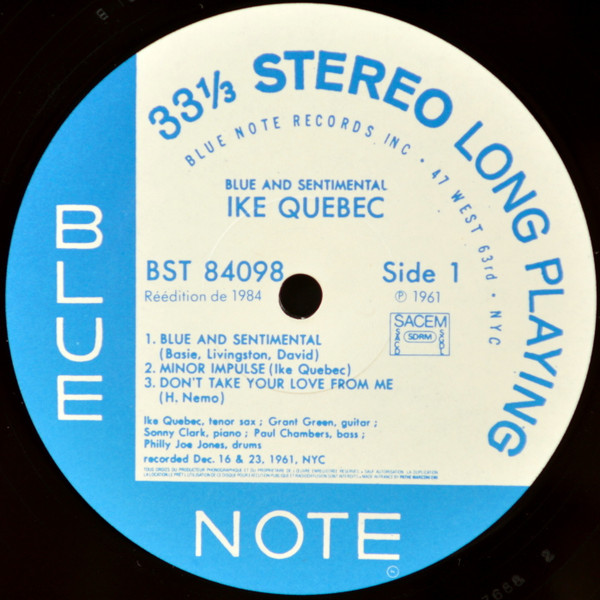 33⅓ STEREO LONG PLAYING
BLUE NOTE RECORDS INC • 47 WEST 63rd • NYC
BLUE AND SENTIMENTAL
IKE QUEBEC
BST 84098
Réédition de 1984
Side 1
℗ 1961
SACEM
SACD
SDRM
SGDL
1. BLUE AND SENTIMENTAL
(Basie, Livingston, David)
2. MINOR IMPULSE (Ike Quebec)
3. DON'T TAKE YOUR LOVE FROM ME
(H. Nemo)
Ike Quebec, tenor sax ; Grant Green, guitar ;
Sonny Clark, piano ; Paul Chambers, bass ;
Philly Joe Jones, drums
recorded Dec. 16 & 23, 1961, NYC
BLUE
NOTE